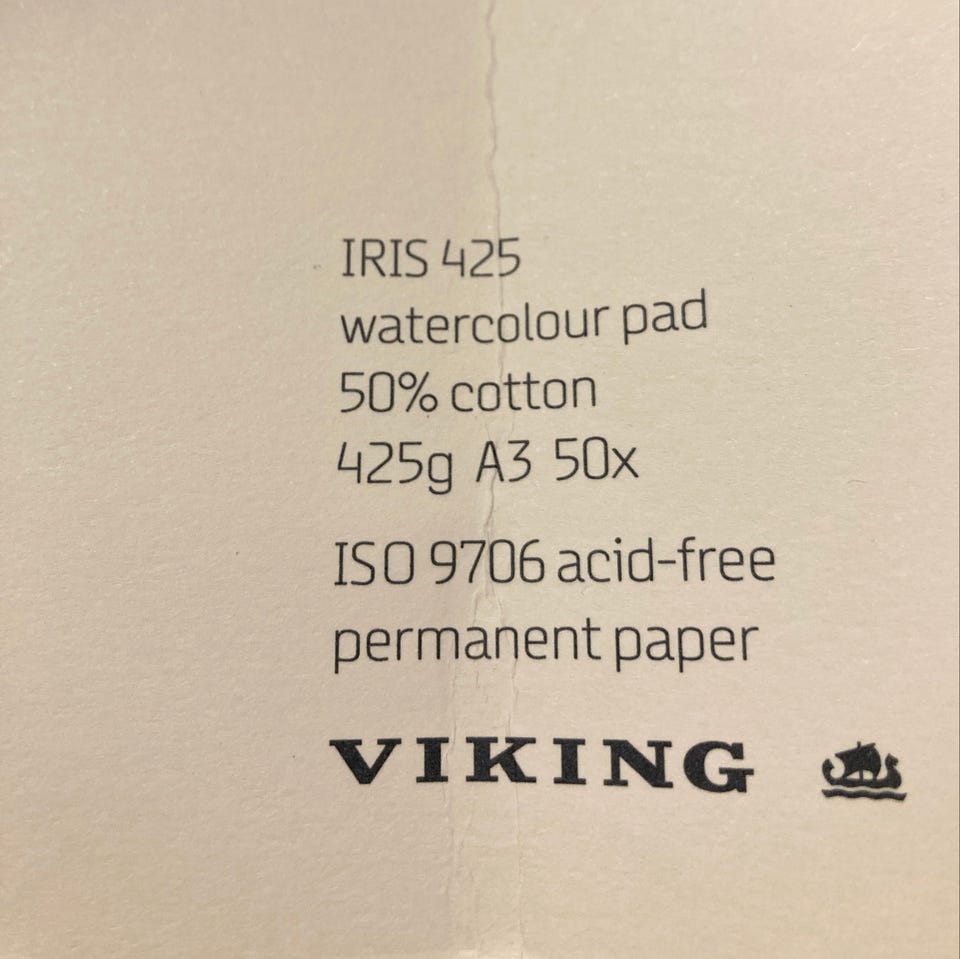 IRIS 425
watercolour pad
50% cotton
425g A3 50x
ISO 9706 acid-free
permanent paper
VIKING